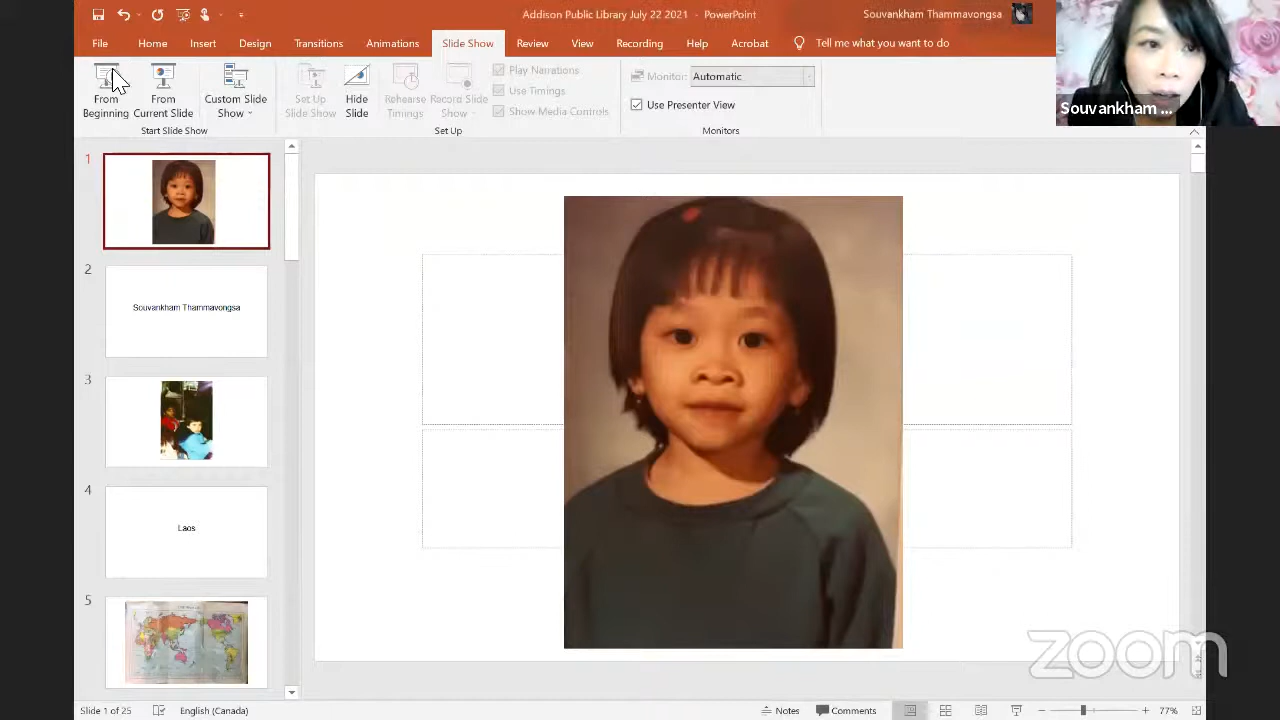 Addison Public Library July 22 2021 - PowerPoint
Souvankham Thammavongsa
File Home Insert Design Transitions Animations Slide Show Review View Recording Help Acrobat Tell me what you want to do
From Beginning
From Current Slide
Custom Slide Show
Start Slide Show
Set Up Slide Show
Hide Slide
Rehearse Timings
Record Slide Show
Play Narrations
Use Timings
Show Media Controls
Set Up
Monitor: Automatic
Use Presenter View
Monitors
Souvankham ...
1
2
Souvankham Thammavongsa
3
4
Laos
5
zoom
Slide 1 of 25 English (Canada) Notes Comments 77%